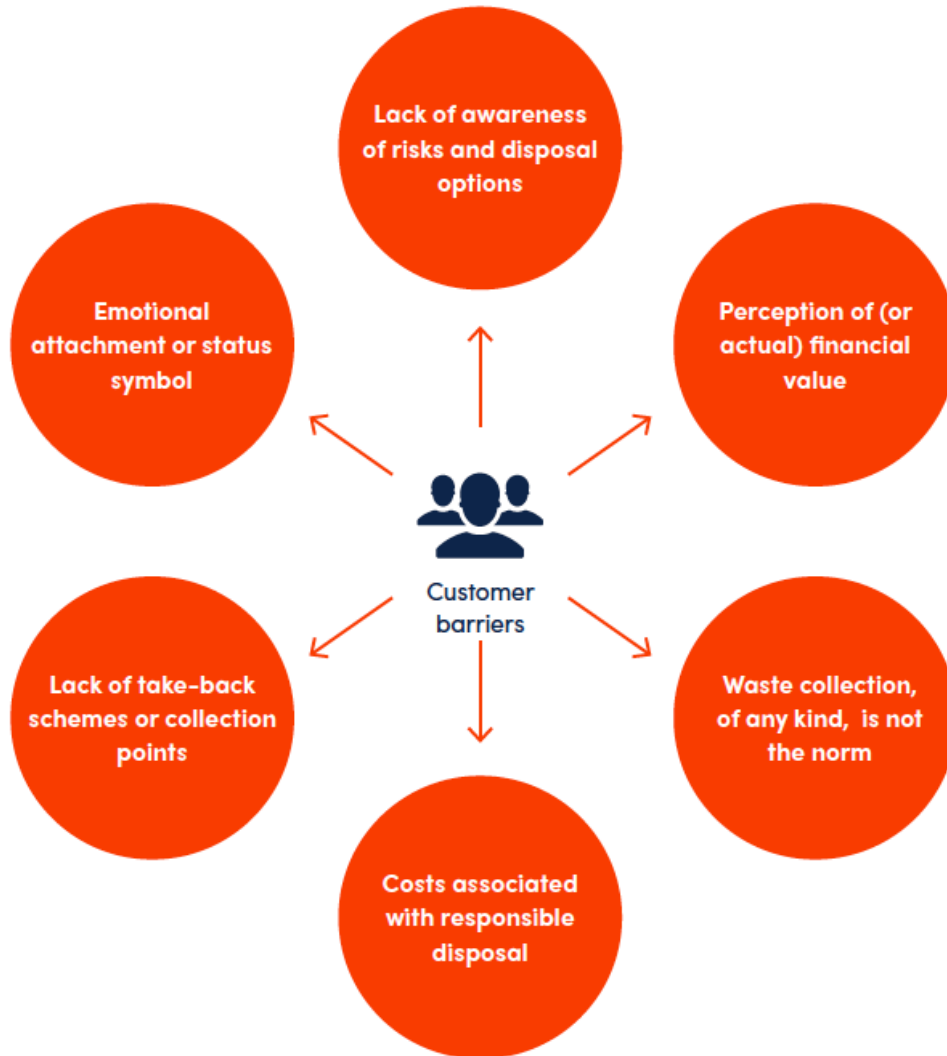 Lack of awareness
of risks and disposal
options
Emotional
attachment or status
symbol
Perception of (or
actual) financial
value
Customer
barriers
Lack of take-back
schemes or collection
points
Waste collection,
of any kind,  is not
the norm
Costs associated
with responsible
disposal